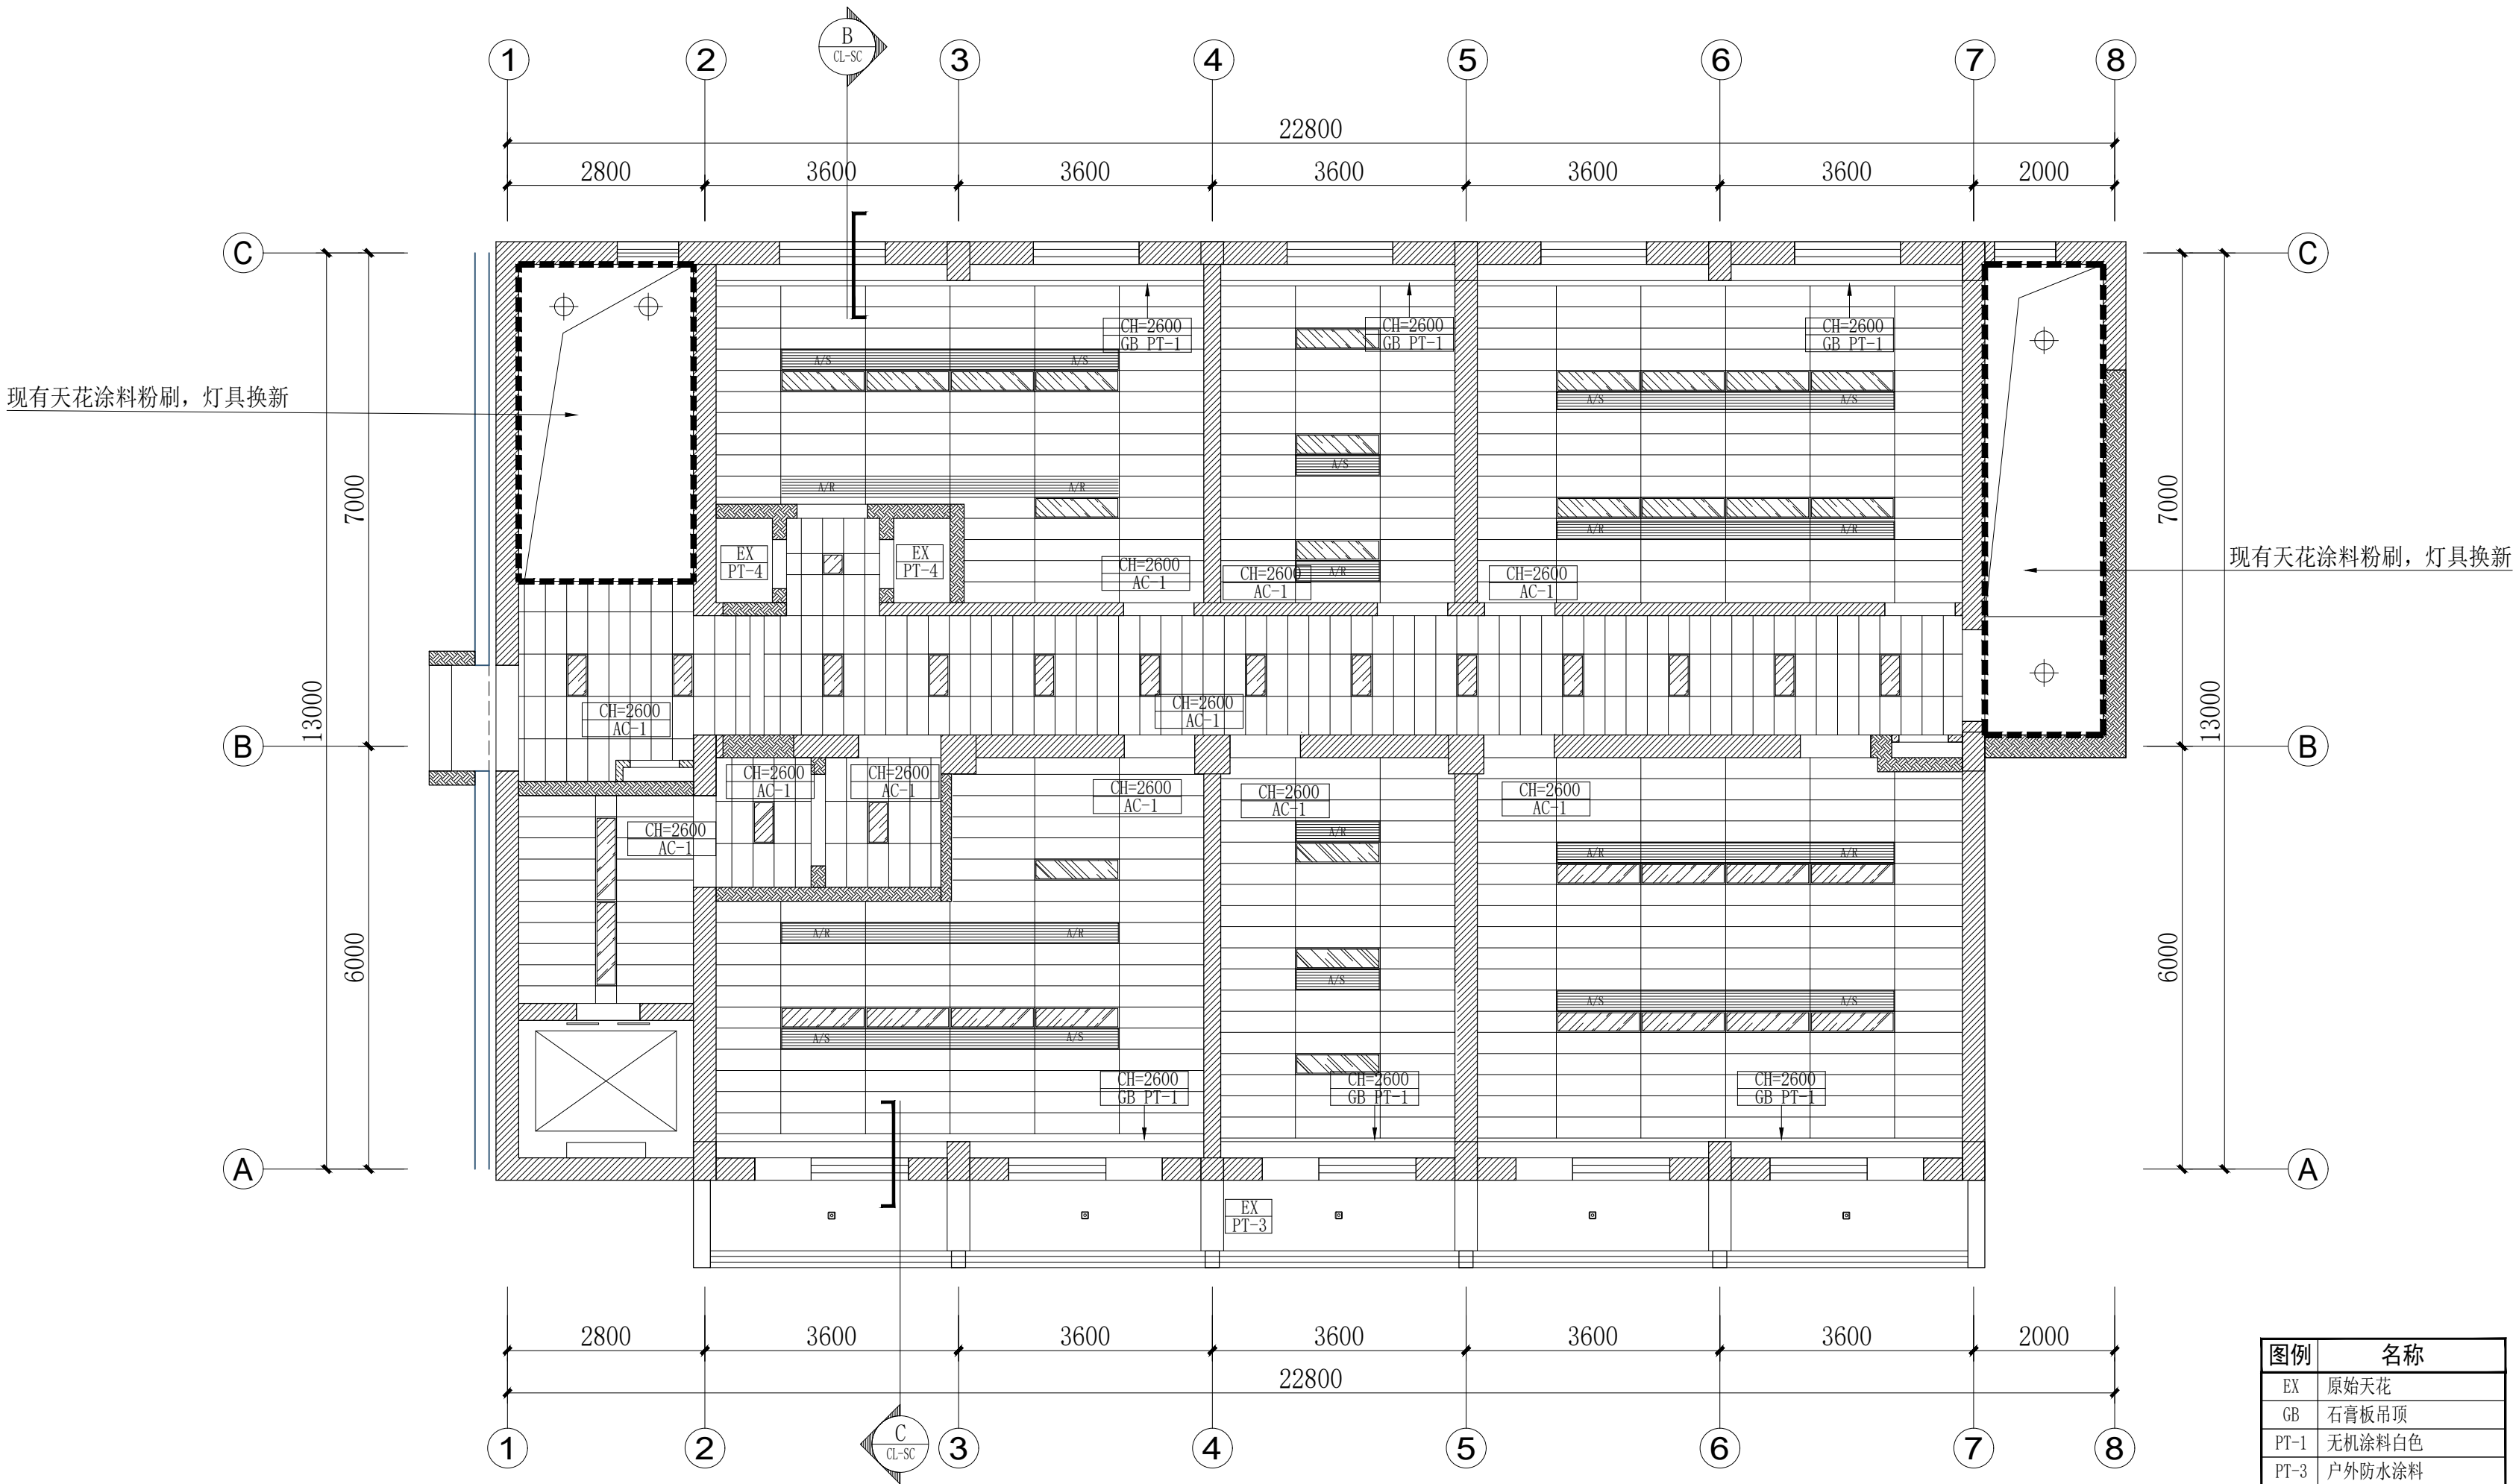 B
CL-SC
1 2 3 4 5 6 7 8
22800
2800 3600 3600 3600 3600 3600 2000
C C
CH=2600
GB PT-1
CH=2600
GB PT-1
CH=2600
GB PT-1
A/S A/S
现有天花涂料粉刷，灯具换新
A/S A/S
A/S
7000 7000
A/R A/R
A/R A/R
EX
PT-4
EX
PT-4
现有天花涂料粉刷，灯具换新
CH=2600
AC-1
CH=2600
AC-1
A/R
CH=2600
AC-1
13000 13000
CH=2600
AC-1
CH=2600
AC-1
B B
CH=2600
AC-1
CH=2600
AC-1
CH=2600
AC-1
CH=2600
AC-1
CH=2600
AC-1
CH=2600
AC-1
A/R
A/R A/R
A/R A/R
6000 6000
A/S
A/S A/S
A/S A/S
CH=2600
GB PT-1
CH=2600
GB PT-1
CH=2600
GB PT-1
A A
EX
PT-3
2800 3600 3600 3600 3600 3600 2000
22800
1 2 3 4 5 6 7 8
C
CL-SC
图例 名称
EX 原始天花
GB 石膏板吊顶
PT-1 无机涂料白色
PT-3 户外防水涂料